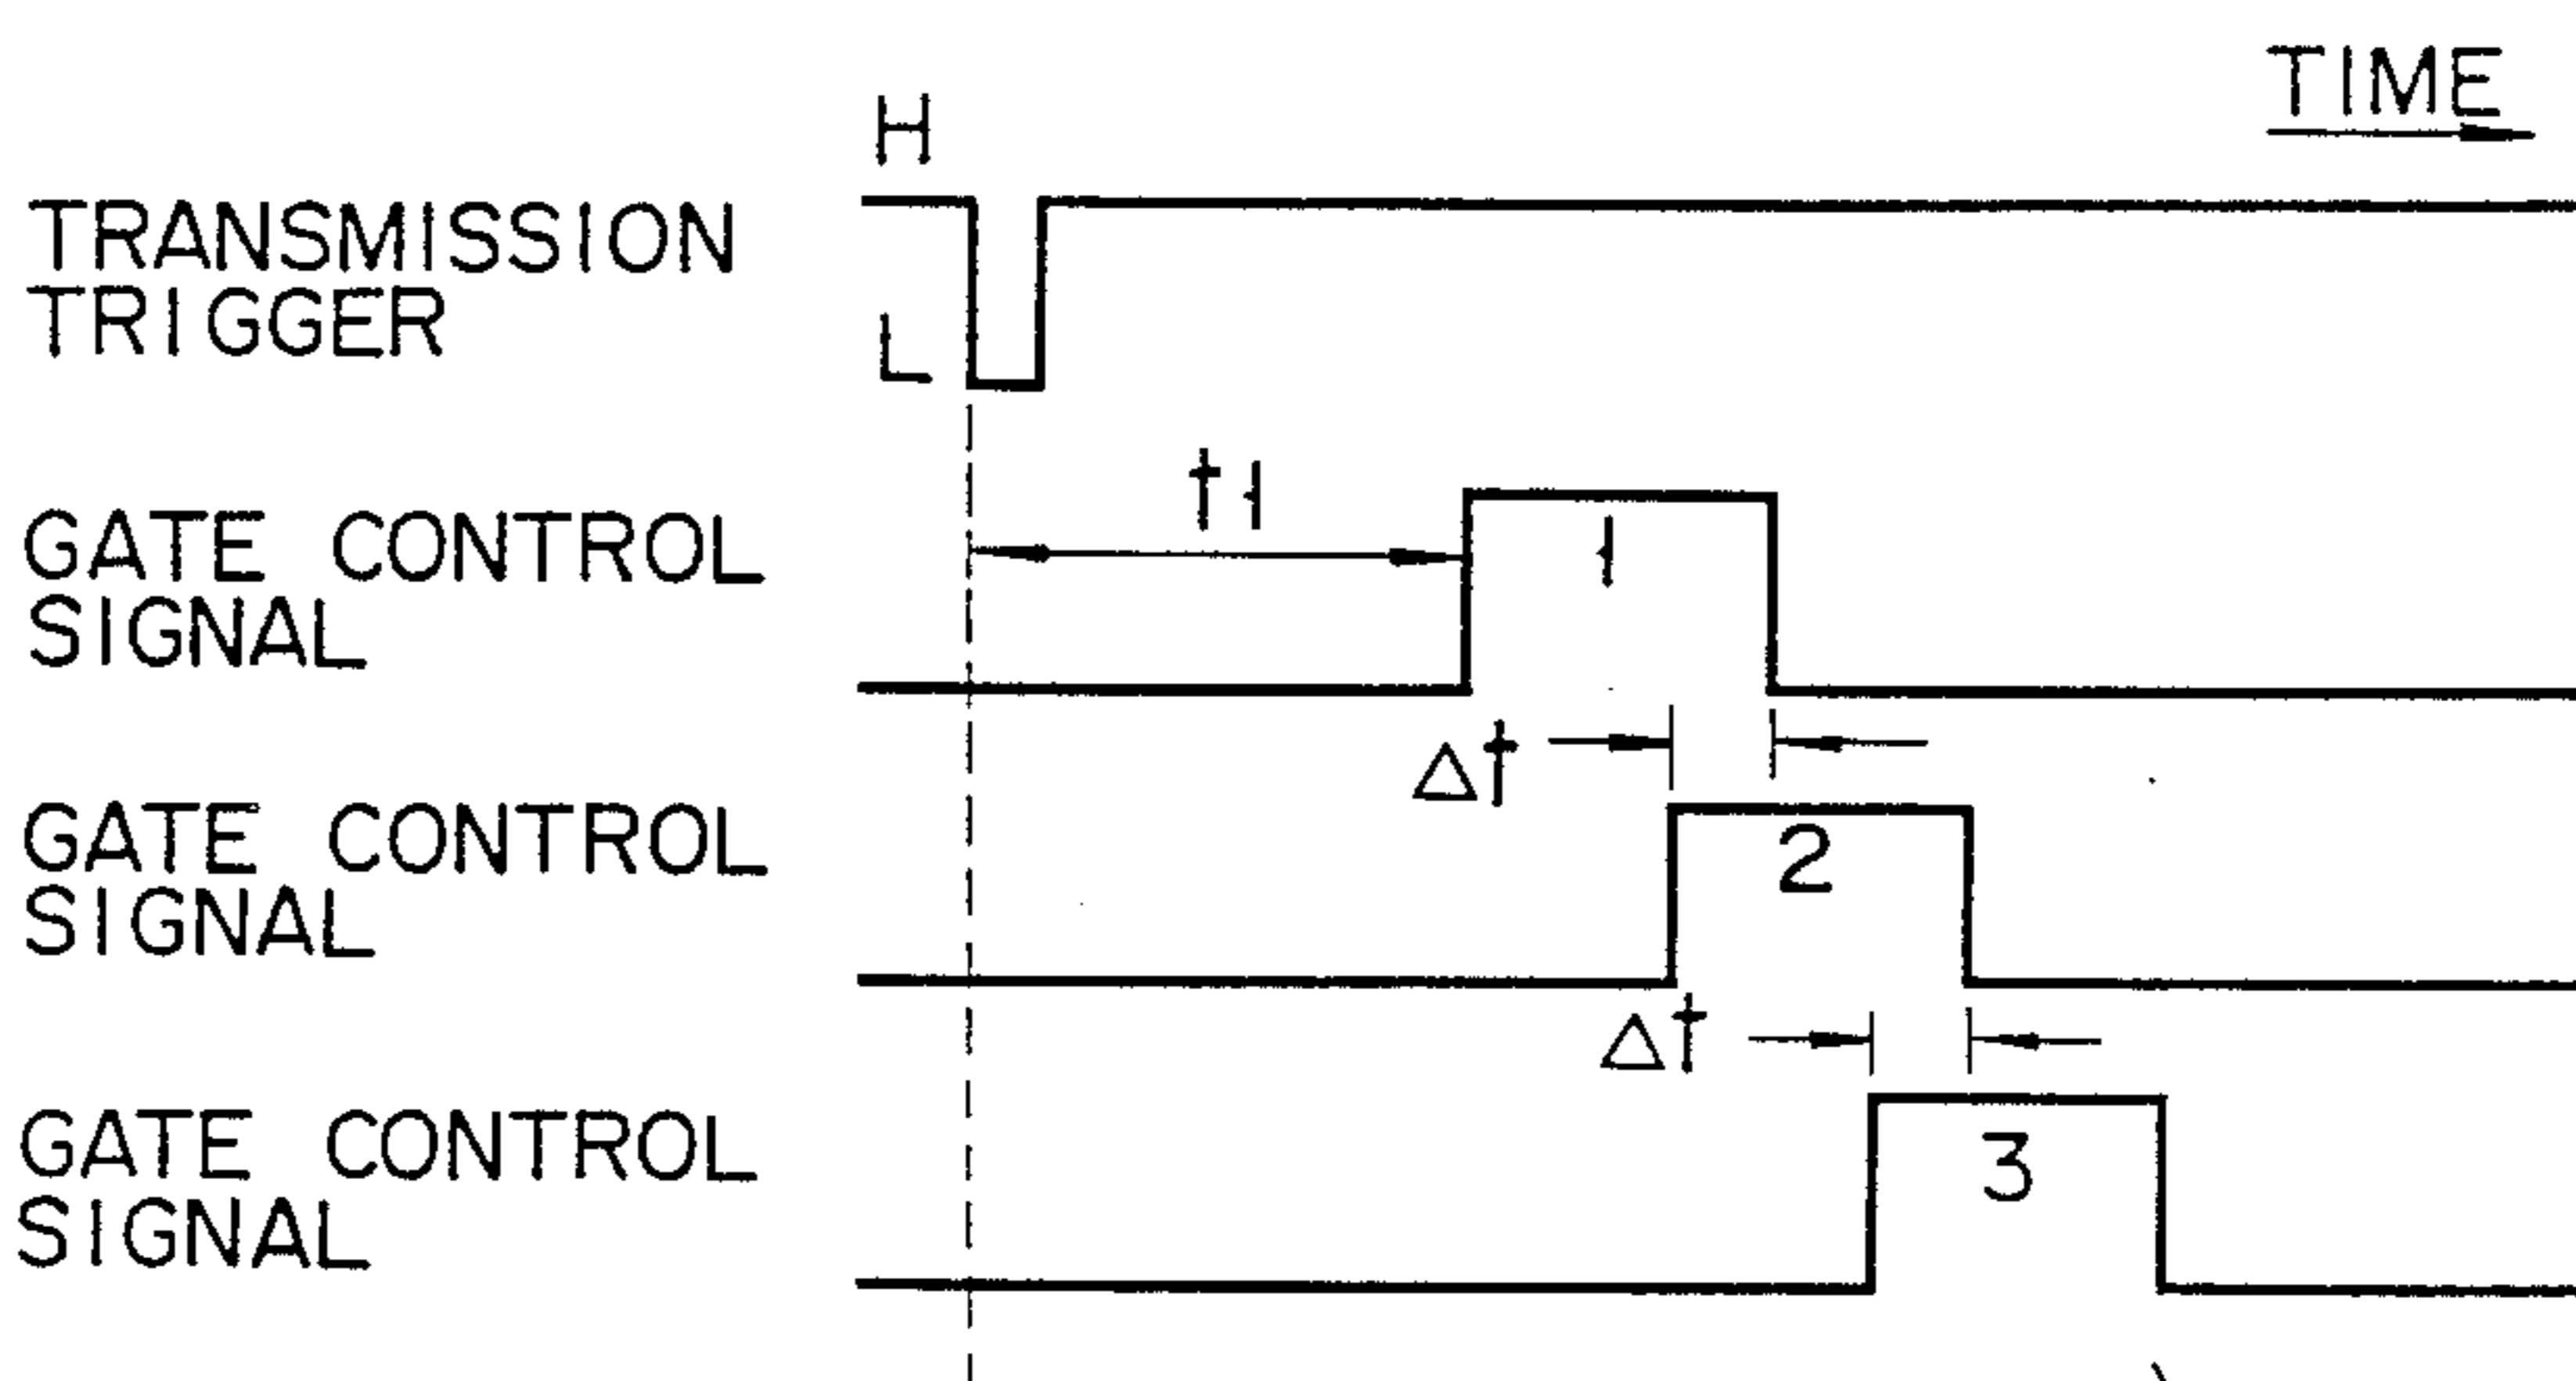 TIME
H
TRANSMISSION
TRIGGER
L
t1
GATE CONTROL
SIGNAL
1
Δt
GATE CONTROL
SIGNAL
2
Δt
GATE CONTROL
SIGNAL
3